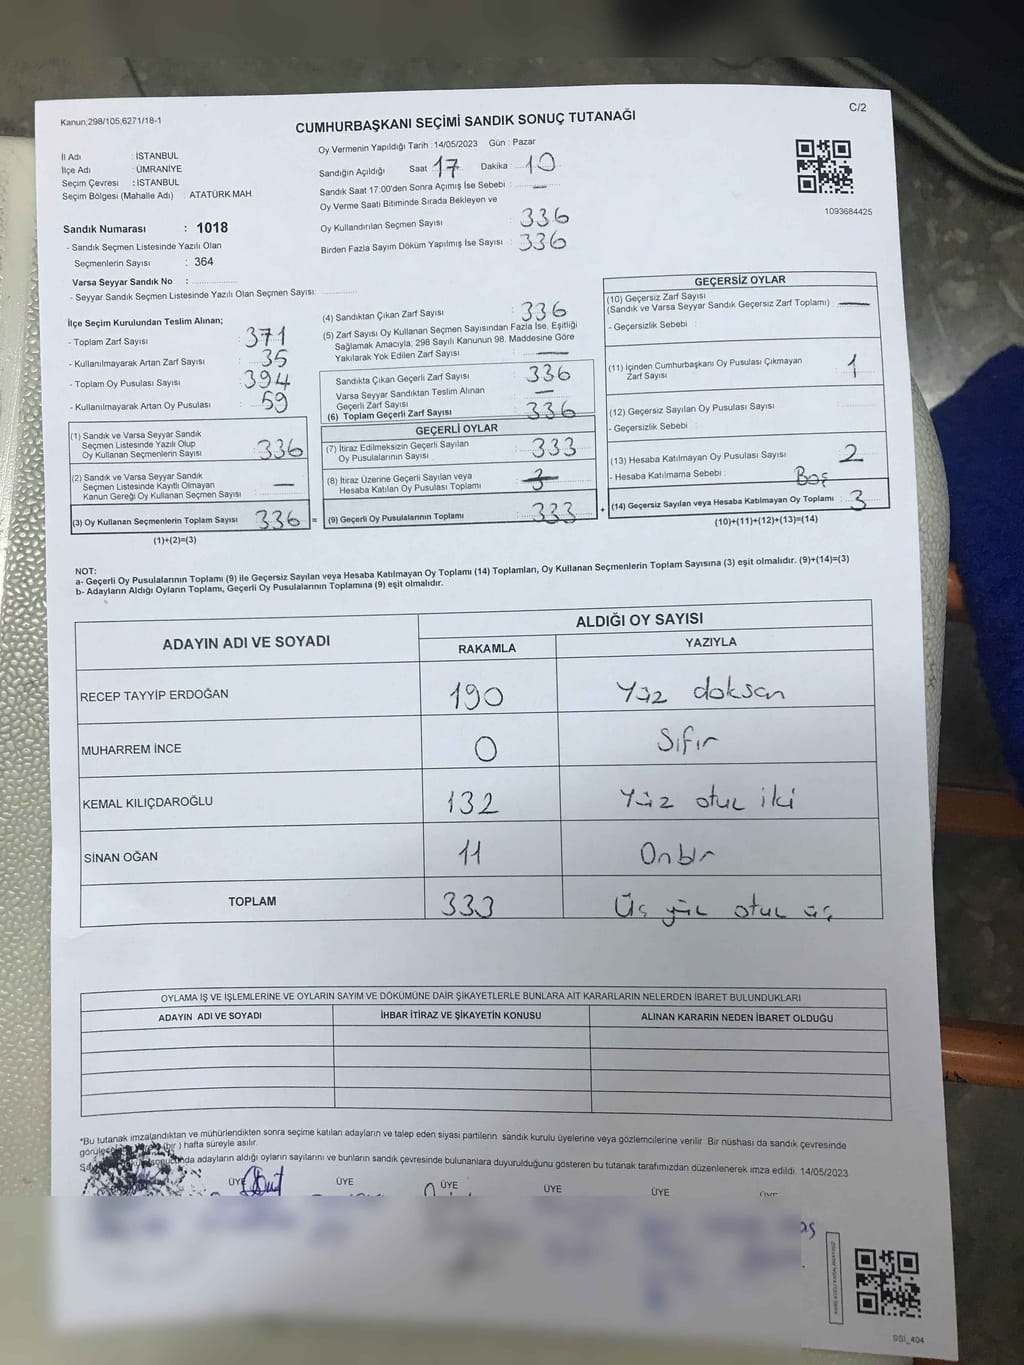 Kanun;298/105,6271/18-1
C/2
CUMHURBAŞKANI SEÇİMİ SANDIK SONUÇ TUTANAĞI
İl Adı : İSTANBUL
İlçe Adı : ÜMRANİYE
Seçim Çevresi : İSTANBUL
Seçim Bölgesi (Mahalle Adı) : ATATÜRK MAH.
Sandık Numarası : 1018
- Sandık Seçmen Listesinde Yazılı Olan
Seçmenlerin Sayısı : 364
Varsa Seyyar Sandık No :
- Seyyar Sandık Seçmen Listesinde Yazılı Olan Seçmen Sayısı:
Oy Vermenin Yapıldığı Tarih : 14/05/2023 Gün : Pazar
Sandığın Açıldığı Saat 17 Dakika : 10
Sandık Saat 17:00'den Sonra Açımış İse Sebebi : —
Oy Verme Saati Bitiminde Sırada Bekleyen ve
Oy Kullandırılan Seçmen Sayısı : 336
Birden Fazla Sayım Döküm Yapılmış İse Sayısı : 336
1093684425
İlçe Seçim Kurulundan Teslim Alınan;
- Toplam Zarf Sayısı : 371
- Kullanılmayarak Artan Zarf Sayısı : 35
- Toplam Oy Pusulası Sayısı : 394
- Kullanılmayarak Artan Oy Pusulası : 59
(1) Sandık ve Varsa Seyyar Sandık
Seçmen Listesinde Yazılı Olup
Oy Kullanan Seçmenlerin Sayısı : 336
(2) Sandık ve Varsa Seyyar Sandık
Seçmen Listesinde Kayıtlı Olmayan
Kanun Gereği Oy Kullanan Seçmen Sayısı : —
(3) Oy Kullanan Seçmenlerin Toplam Sayısı 336 =
(1)+(2)=(3)
(4) Sandıktan Çıkan Zarf Sayısı : 336
(5) Zarf Sayısı Oy Kullanan Seçmen Sayısından Fazla İse, Eşitliği
Sağlamak Amacıyla, 298 Sayılı Kanunun 98. Maddesine Göre
Yakılarak Yok Edilen Zarf Sayısı : —
Sandıkta Çıkan Geçerli Zarf Sayısı : 336
Varsa Seyyar Sandıktan Teslim Alınan
Geçerli Zarf Sayısı : —
(6) Toplam Geçerli Zarf Sayısı : 336
GEÇERLİ OYLAR
(7) İtiraz Edilmeksizin Geçerli Sayılan
Oy Pusulalarının Sayısı : 333
(8) İtiraz Üzerine Geçerli Sayılan veya
Hesaba Katılan Oy Pusulası Toplamı : 3
(9) Geçerli Oy Pusulalarının Toplamı : 333 +
GEÇERSİZ OYLAR
(10) Geçersiz Zarf Sayısı
(Sandık ve Varsa Seyyar Sandık Geçersiz Zarf Toplamı) : —
- Geçersizlik Sebebi :
(11) İçinden Cumhurbaşkanı Oy Pusulası Çıkmayan
Zarf Sayısı : 1
(12) Geçersiz Sayılan Oy Pusulası Sayısı :
- Geçersizlik Sebebi :
(13) Hesaba Katılmayan Oy Pusulası Sayısı : 2
- Hesaba Katılmama Sebebi : Boş
(14) Geçersiz Sayılan veya Hesaba Katılmayan Oy Toplamı : 3
(10)+(11)+(12)+(13)=(14)
NOT:
a- Geçerli Oy Pusulalarının Toplamı (9) ile Geçersiz Sayılan veya Hesaba Katılmayan Oy Toplamı (14) Toplamları, Oy Kullanan Seçmenlerin Toplam Sayısına (3) eşit olmalıdır. (9)+(14)=(3)
b- Adayların Aldığı Oyların Toplamı, Geçerli Oy Pusulalarının Toplamına (9) eşit olmalıdır.
ADAYIN ADI VE SOYADI
ALDIĞI OY SAYISI
RAKAMLA YAZIYLA
RECEP TAYYİP ERDOĞAN 190 Yüz doksan
MUHARREM İNCE 0 Sıfır
KEMAL KILIÇDAROĞLU 132 Yüz otuz iki
SİNAN OĞAN 11 Onbir
TOPLAM 333 Üç yüz otuz üç
OYLAMA İŞ VE İŞLEMLERİNE VE OYLARIN SAYIM VE DÖKÜMÜNE DAİR ŞİKAYETLERLE BUNLARA AİT KARARLARIN NELERDEN İBARET BULUNDUKLARI
ADAYIN ADI VE SOYADI İHBAR İTİRAZ VE ŞİKAYETİN KONUSU ALINAN KARARIN NEDEN İBARET OLDUĞU
*Bu tutanak imzalandıktan ve mühürlendikten sonra seçime katılan adayların ve talep eden siyasi partilerin sandık kurulu üyelerine veya gözlemcilerine verilir. Bir nüshası da sandık çevresinde
(bir) hafta süreyle asılır.
adayların aldığı oyların sayılarını ve bunların sandık çevresinde bulunanlara duyurulduğunu gösteren bu tutanak tarafımızdan düzenlenerek imza edildi. 14/05/2023
ÜYE ÜYE ÜYE ÜYE ÜYE ÜYE
SSI_404